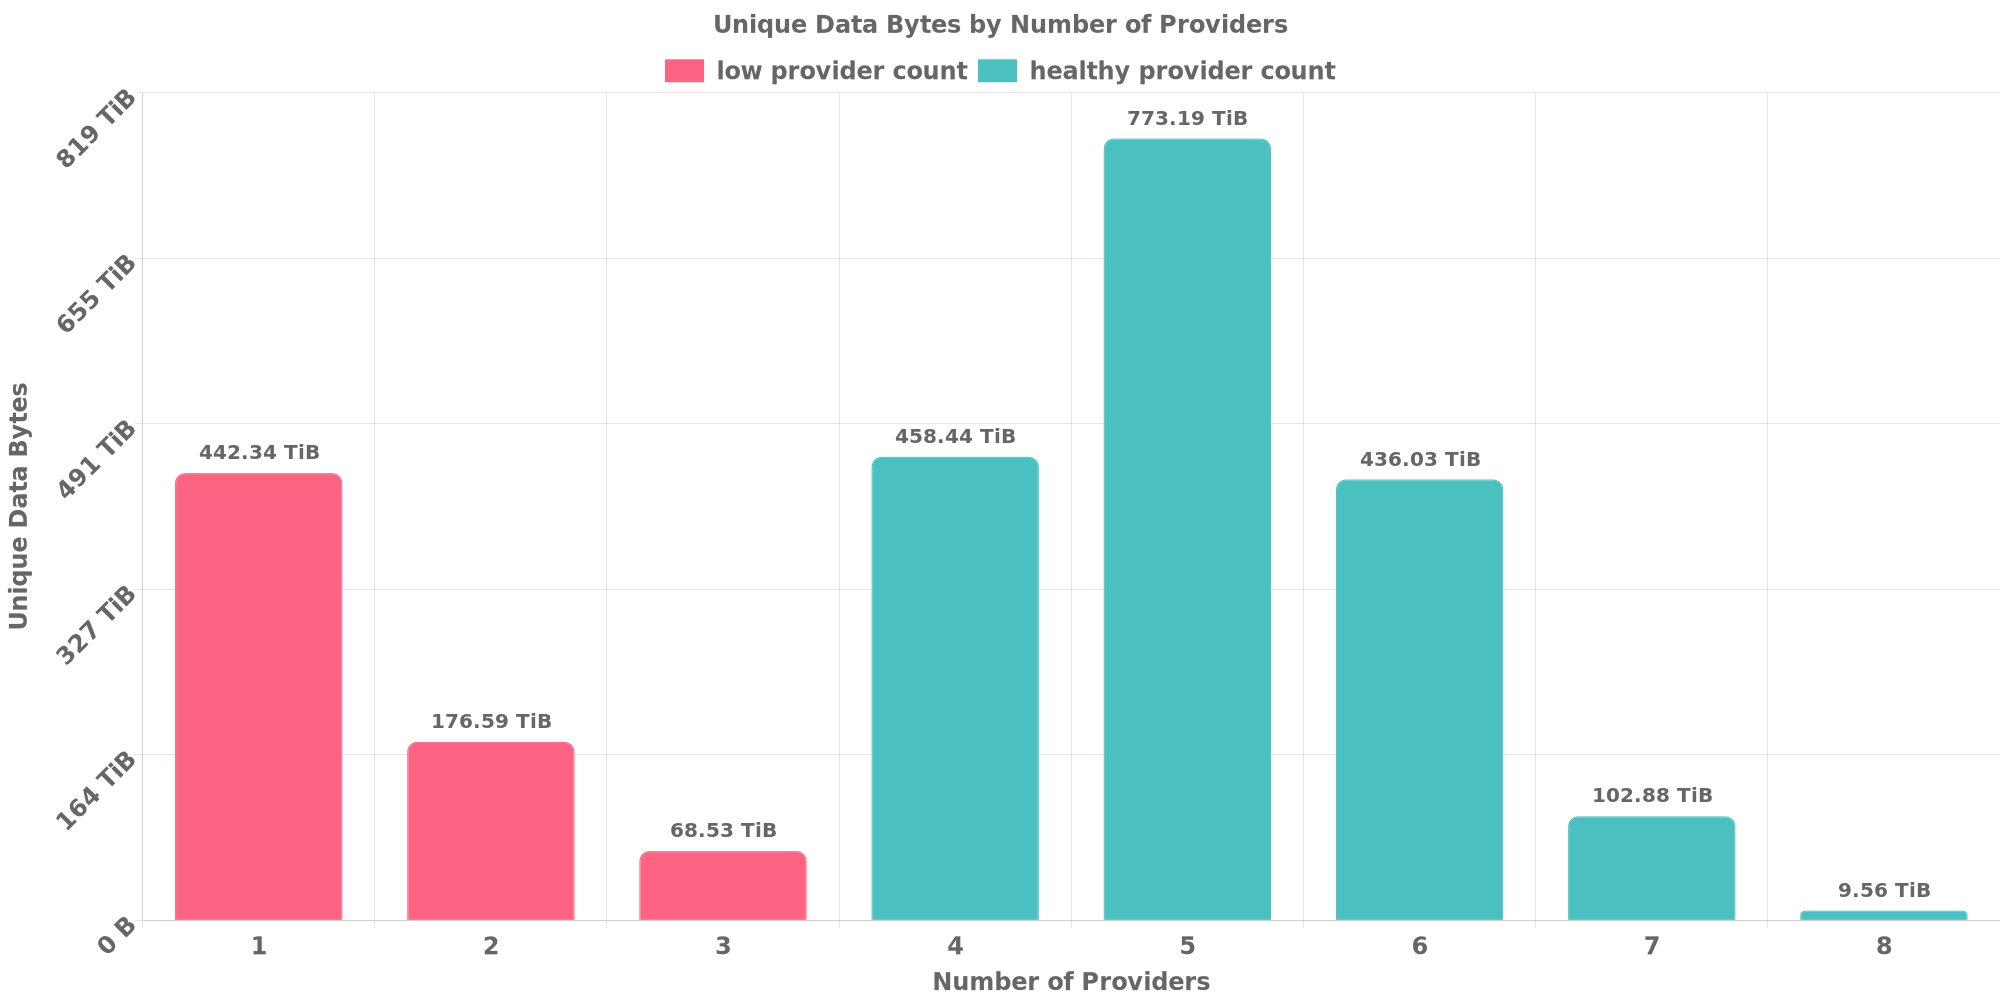 Unique Data Bytes by Number of Providers
low provider count healthy provider count
819 TiB
655 TiB
491 TiB
327 TiB
164 TiB
0 B
Unique Data Bytes
442.34 TiB
176.59 TiB
68.53 TiB
458.44 TiB
773.19 TiB
436.03 TiB
102.88 TiB
9.56 TiB
1 2 3 4 5 6 7 8
Number of Providers